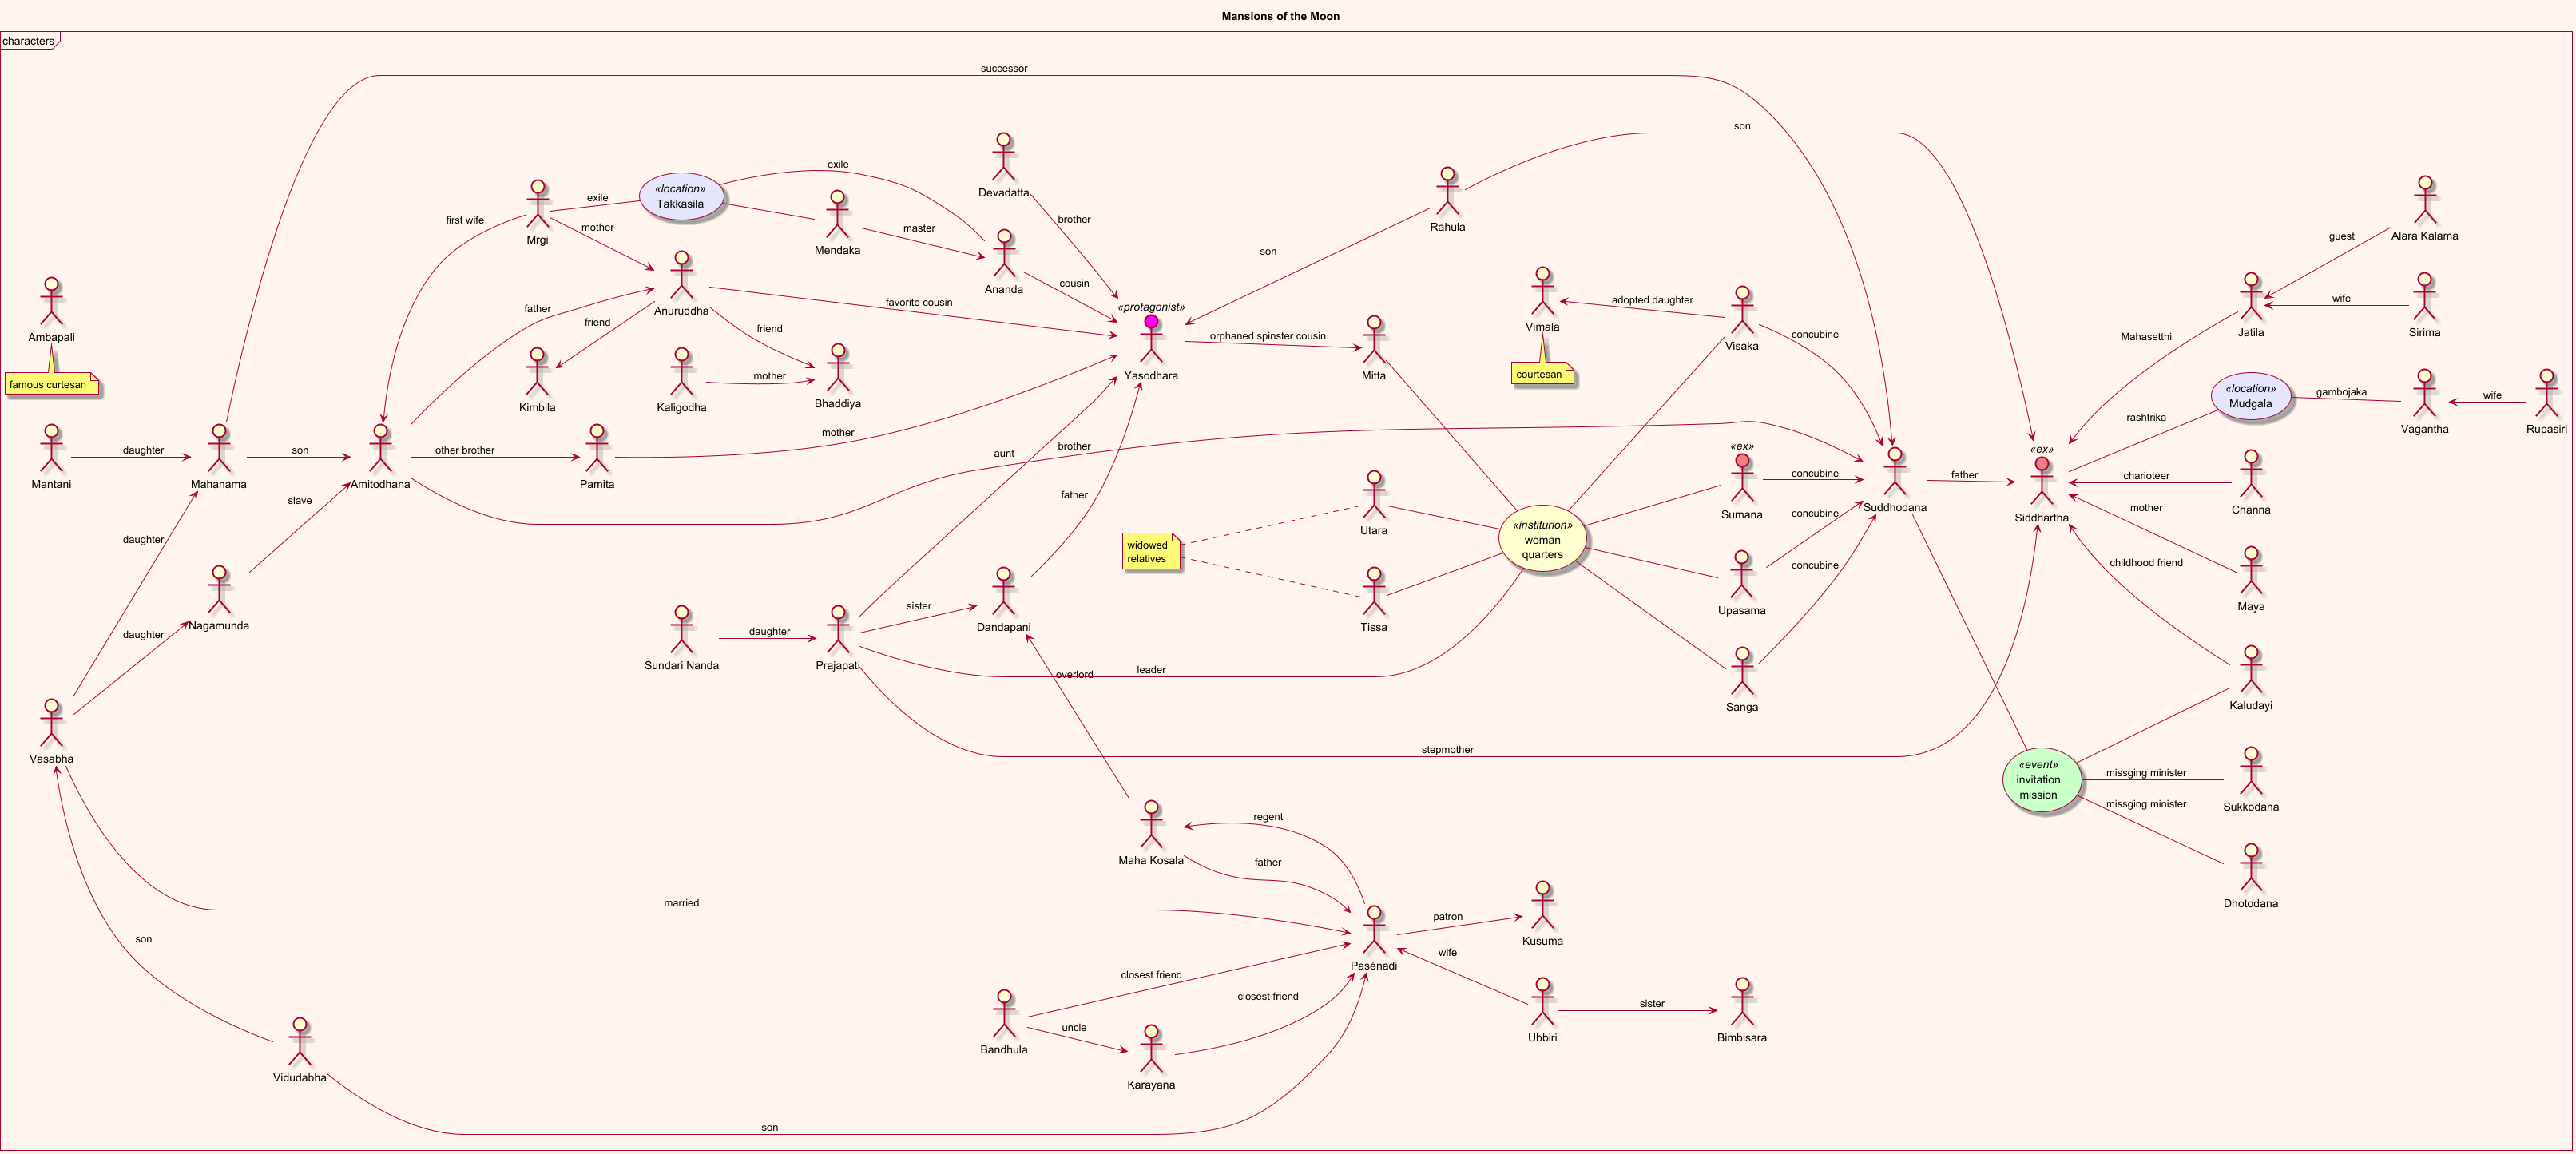 Mansions of the Moon
characters
successor
son
exile
«location»
Takkasila
exile
Devadatta
first wife
Mrgi
mother
Mendaka
master
brother
Rahula
Alara Kalama
guest
Ananda
cousin
son
Ambapali
famous curtesan
father
Anuruddha
friend
favorite cousin
friend
«protagonist»
Yasodhara
orphaned spinster cousin
Mitta
Vimala
courtesan
adopted daughter
Visaka
concubine
Mahasetthi
Jatila
wife
Sirima
Kimbila
Kaligodha
mother
Bhaddiya
«location»
Mudgala
rashtrika
gambojaka
Vagantha
wife
Rupasiri
Mantani
daughter
Mahanama
son
Amitodhana
other brother
Pamita
mother
aunt
brother
«ex»
Sumana
concubine
Suddhodana
father
«ex»
Siddhartha
charioteer
Channa
slave
father
Utara
widowed
relatives
«institurion»
woman
quarters
concubine
mother
daughter
Nagamunda
daughter
Sundari Nanda
daughter
Prajapati
sister
Dandapani
Tissa
Upasama
concubine
childhood friend
Maya
overlord
leader
Sanga
Kaludayi
Vasabha
stepmother
«event»
invitation
mission
missging minister
Sukkodana
missging minister
Dhotodana
Maha Kosala
regent
father
married
son
Pasénadi
patron
Kusuma
wife
closest friend
closest friend
Bandhula
uncle
Karayana
Ubbiri
sister
Bimbisara
Vidudabha
son